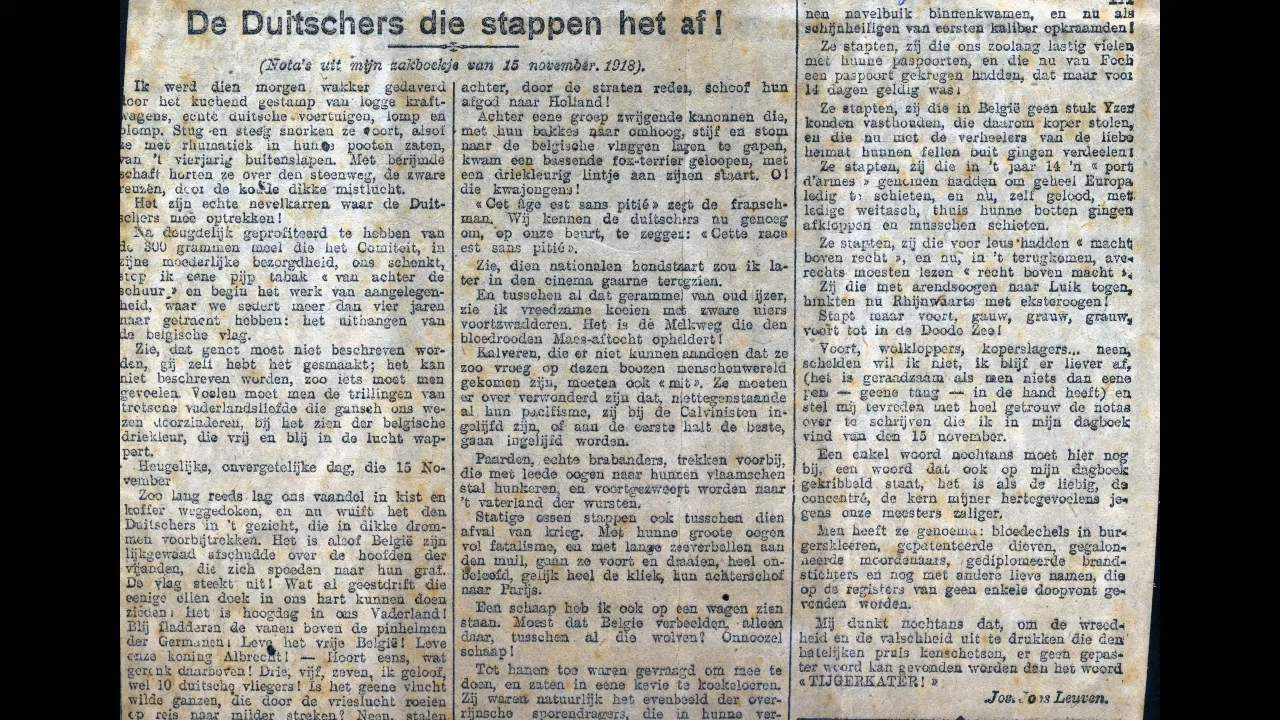 De Duitschers die stappen het af!
(Nota's uit mijn zakboekje van 15 november. 1918).
Ik werd dien morgen wakker gedaverd
door het kuchend gestamp van logge kraft-
wagens, echte duitsche voertuigen, lomp en
plomp. Stug en steeg snorken ze voort, alsof
ze met rhumatiek in hunne pooten zaten,
van 't vierjarig buitenslapen. Met berijmde
schaft horten ze over den steenweg, de zware
reuzen, door de koude dikke mistlucht.
Het zijn echte nevelkarren waar de Duit-
schers mee optrekken!
Na deugdelijk geprofiteerd te hebben van
de 300 grammen meel die het Comiteit, in
zijne moederlijke bezorgdheid, ons schenkt,
stop ik eene pijp tabak « van achter de
schuur » en begin het werk van aangelegen-
heid, waar we sedert meer dan vier jaren
naar getracht hebben: het uithangen van
de belgische vlag.
Zie, dat genot moet niet beschreven wor-
den, gij zelf hebt het gesmaakt; het kan
niet beschreven worden, zoo iets moet men
gevoelen. Voelen moet men de trillingen van
trotsche vaderlandsliefde die gansch ons we-
zen doorzinderen, bij het zien der belgische
driekleur, die vrij en blij in de lucht wap-
pert.
Heugelijke, onvergetelijke dag, die 15 No-
vember
Zoo lang reeds lag ons vaandel in kist en
koffer weggedoken, en nu wuift het den
Duitschers in 't gezicht, die in dikke drom-
men voorbijtrekken. Het is alsof België zijn
lijkgewaad afschudde over de hoofden der
vijanden, die zich spoeden naar hun graf.
De vlag steekt uit! Wat al geestdrift die
eenige ellen doek in ons hart kunnen doen
zieden! Het is hoogdag in ons Vaderland!
Blij fladderen de vanen boven de pinhelmen
der Germanen! Leve het vrije België! Leve
onze koning Albrecht! — Hoort eens, wat
gerenk daarboven! Drie, vijf, zeven, ik geloof,
wel 10 duitsche vliegers! Is het geene vlucht
wilde ganzen, die door de vrieslucht roeien
op reis naar milder streken? Neen, stalen
achter, door de straten reden, schoof hun
afgod naar Holland!
Achter eene groep zwijgende kanonnen die,
met hun bakkes naar omhoog, stijf en stom
naar de belgische vlaggen lagen te gapen,
kwam een bassende fox-terrier geloopen, met
een driekleurig lintje aan zijnen staart. O!
die kwajongens!
« Cet âge est sans pitié » zegt de fransch-
man. Wij kennen de duitschers nu genoeg
om, op onze beurt, te zeggen: « Cette race
est sans pitié ».
Zie, dien nationalen hondstaart zou ik la-
ter in den cinema gaarne terugzien.
En tusschen al dat gerammel van oud ijzer,
zie ik vreedzame koeien met zware uiers
voortzwadderen. Het is de Melkweg die den
bloedrooden Maas-aftocht opheldert!
Kalveren, die er niet kunnen aandoen dat ze
zoo vroeg op dezen boozen menschenwereld
gekomen zijn, moeten ook « mit ». Ze moeten
er over verwonderd zijn dat, niettegenstaande
al hun pacifisme, zij bij de Calvinisten in-
gelijfd zijn, of aan de eerste halt de beste,
gaan ingelijfd worden.
Paarden, echte brabanders, trekken voorbij,
die met leede oogen naar hunnen vlaamschen
stal hunkeren, en voortgezweept worden naar
't vaterland der wursten.
Statige ossen stappen ook tusschen dien
afval van krieg. Met hunne groote oogen
vol fatalisme, en met lange zeeverballen aan
den muil, gaan ze voort en draaien, heel on-
beleefd, gelijk heel de kliek, hun achterschof
naar Parijs.
Een schaap heb ik ook op een wagen zien
staan. Moest dat België verbeelden, alleen
daar, tusschen al die wolven? Onnoozel
schaap!
Tot hanen toe waren gevraagd om mee te
doen, en zaten in eene kevie te koekeloeren.
Zij waren natuurlijk het evenbeeld der over-
rijnsche sporendragers, die in hunne ver-
nen navelbuik binnenkwamen, en nu als
schijnheiligen van eersten kaliber opkraamden!
Ze stapten, zij die ons zoolang lastig vielen
met hunne paspoorten, en die nu van Foch
een paspoort gekregen hadden, dat maar voor
14 dagen geldig was!
Ze stapten, zij die in België geen stuk Yzer
konden vasthouden, die daarom koper stolen,
en die nu met de verheelers van de liebe
heimat hunnen fellen buit gingen verdeelen!
Ze stapten, zij die in 't jaar 14 'n « port
d'armes » genomen hadden om geheel Europa
ledig te schieten, en nu, zelf gelood, met
ledige weitasch, thuis hunne botten gingen
afkloppen en musschen schieten.
Ze stapten, zij die voor leus hadden « macht
boven recht », en nu, in 't terugkomen, ave-
rechts moesten lezen « recht boven macht ».
Zij die met arendsoogen naar Luik togen,
hinkten nu Rhijnwaarts met eksteroogen!
Stapt maar voort, gauw, grauw, grauw,
voort tot in de Doode Zee!
Voort, wolkloppers, koperslagers... neen,
schelden wil ik niet, ik blijf er liever af,
(het is gerandzaam als men niets dan eene
pen — geene tang — in de hand heeft) en
stel mij tevreden met heel getrouw de notas
over te schrijven die ik in mijn dagboek
vind van den 15 november.
Een enkel woord nochtans moet hier nog
bij, een woord dat ook op mijn dagboek
gekribbeld staat, het is als de liebig, de
concentré, de kern mijner hertegevoelens je-
gens onze meesters zaliger.
Men heeft ze genoemd: bloedechels in bur-
gerskleeren, gepatenteerde dieven, gegalon-
neerde moordenaars, gediplomeerde brand-
stichters en nog met andere lieve namen, die
op de registers van geen enkele doopvont ge-
vonden worden.
Mij dunkt nochtans dat, om de wreed-
heid en de valschheid uit te drukken die den
hatelijken pruis kenschetsen, er geen gepas-
ter woord kan gevonden worden dan het woord
« TIJGERKATER! »
Jos. Jons Leuven.